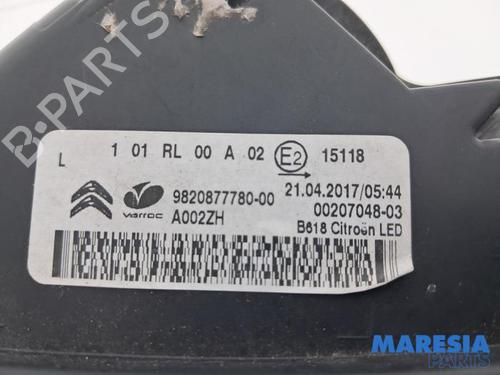 B-PARTS
L 1 01 RL 00 A 02 E2 15118
varroc 9820877780-00 21.04.2017/05:44
A002ZH 00207048-03
B618 Citroën LED
MARESIA
PARTS